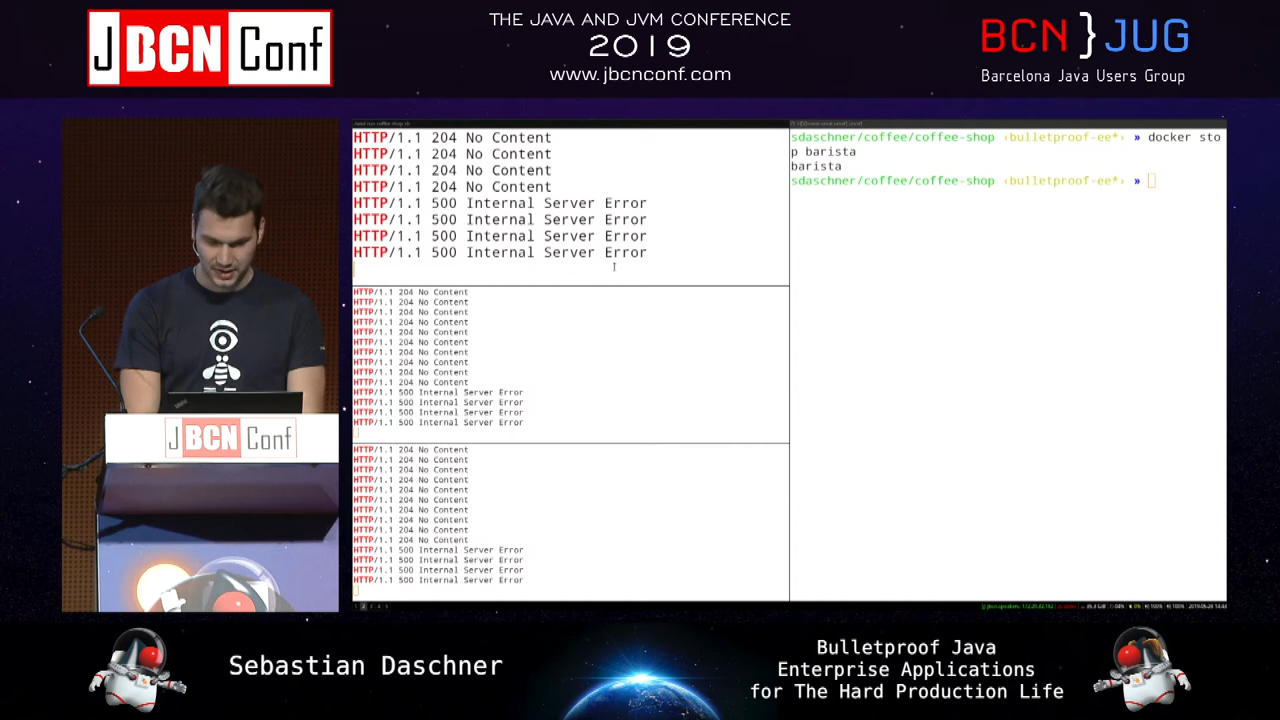 JBCNConf
THE JAVA AND JVM CONFERENCE
2019
www.jbcnconf.com
BCN}JUG
Barcelona Java Users Group
HTTP/1.1 204 No Content
HTTP/1.1 204 No Content
HTTP/1.1 204 No Content
HTTP/1.1 204 No Content
HTTP/1.1 500 Internal Server Error
HTTP/1.1 500 Internal Server Error
HTTP/1.1 500 Internal Server Error
HTTP/1.1 500 Internal Server Error
HTTP/1.1 204 No Content
HTTP/1.1 204 No Content
HTTP/1.1 204 No Content
HTTP/1.1 204 No Content
HTTP/1.1 204 No Content
HTTP/1.1 204 No Content
HTTP/1.1 204 No Content
HTTP/1.1 204 No Content
HTTP/1.1 204 No Content
HTTP/1.1 204 No Content
HTTP/1.1 500 Internal Server Error
HTTP/1.1 500 Internal Server Error
HTTP/1.1 500 Internal Server Error
HTTP/1.1 500 Internal Server Error
HTTP/1.1 204 No Content
HTTP/1.1 204 No Content
HTTP/1.1 204 No Content
HTTP/1.1 204 No Content
HTTP/1.1 204 No Content
HTTP/1.1 204 No Content
HTTP/1.1 204 No Content
HTTP/1.1 204 No Content
HTTP/1.1 204 No Content
HTTP/1.1 204 No Content
HTTP/1.1 500 Internal Server Error
HTTP/1.1 500 Internal Server Error
HTTP/1.1 500 Internal Server Error
HTTP/1.1 500 Internal Server Error
sdaschner/coffee/coffee-shop ‹bulletproof-ee*› » docker sto
p barista
barista
sdaschner/coffee/coffee-shop ‹bulletproof-ee*› »
JBCNConf
Sebastian Daschner
Bulletproof Java
Enterprise Applications
for The Hard Production Life